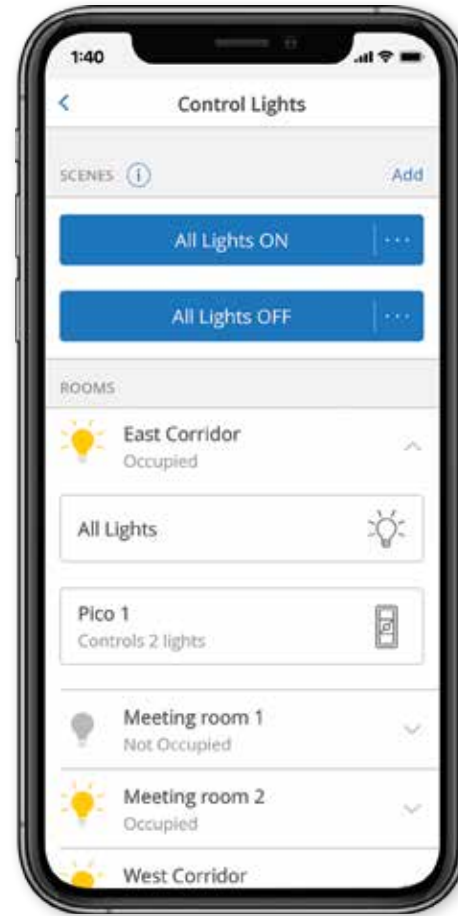 1:40
Control Lights
SCENES
Add
All Lights ON
All Lights OFF
ROOMS
East Corridor
Occupied
All Lights
Pico 1
Controls 2 lights
Meeting room 1
Not Occupied
Meeting room 2
Occupied
West Corridor